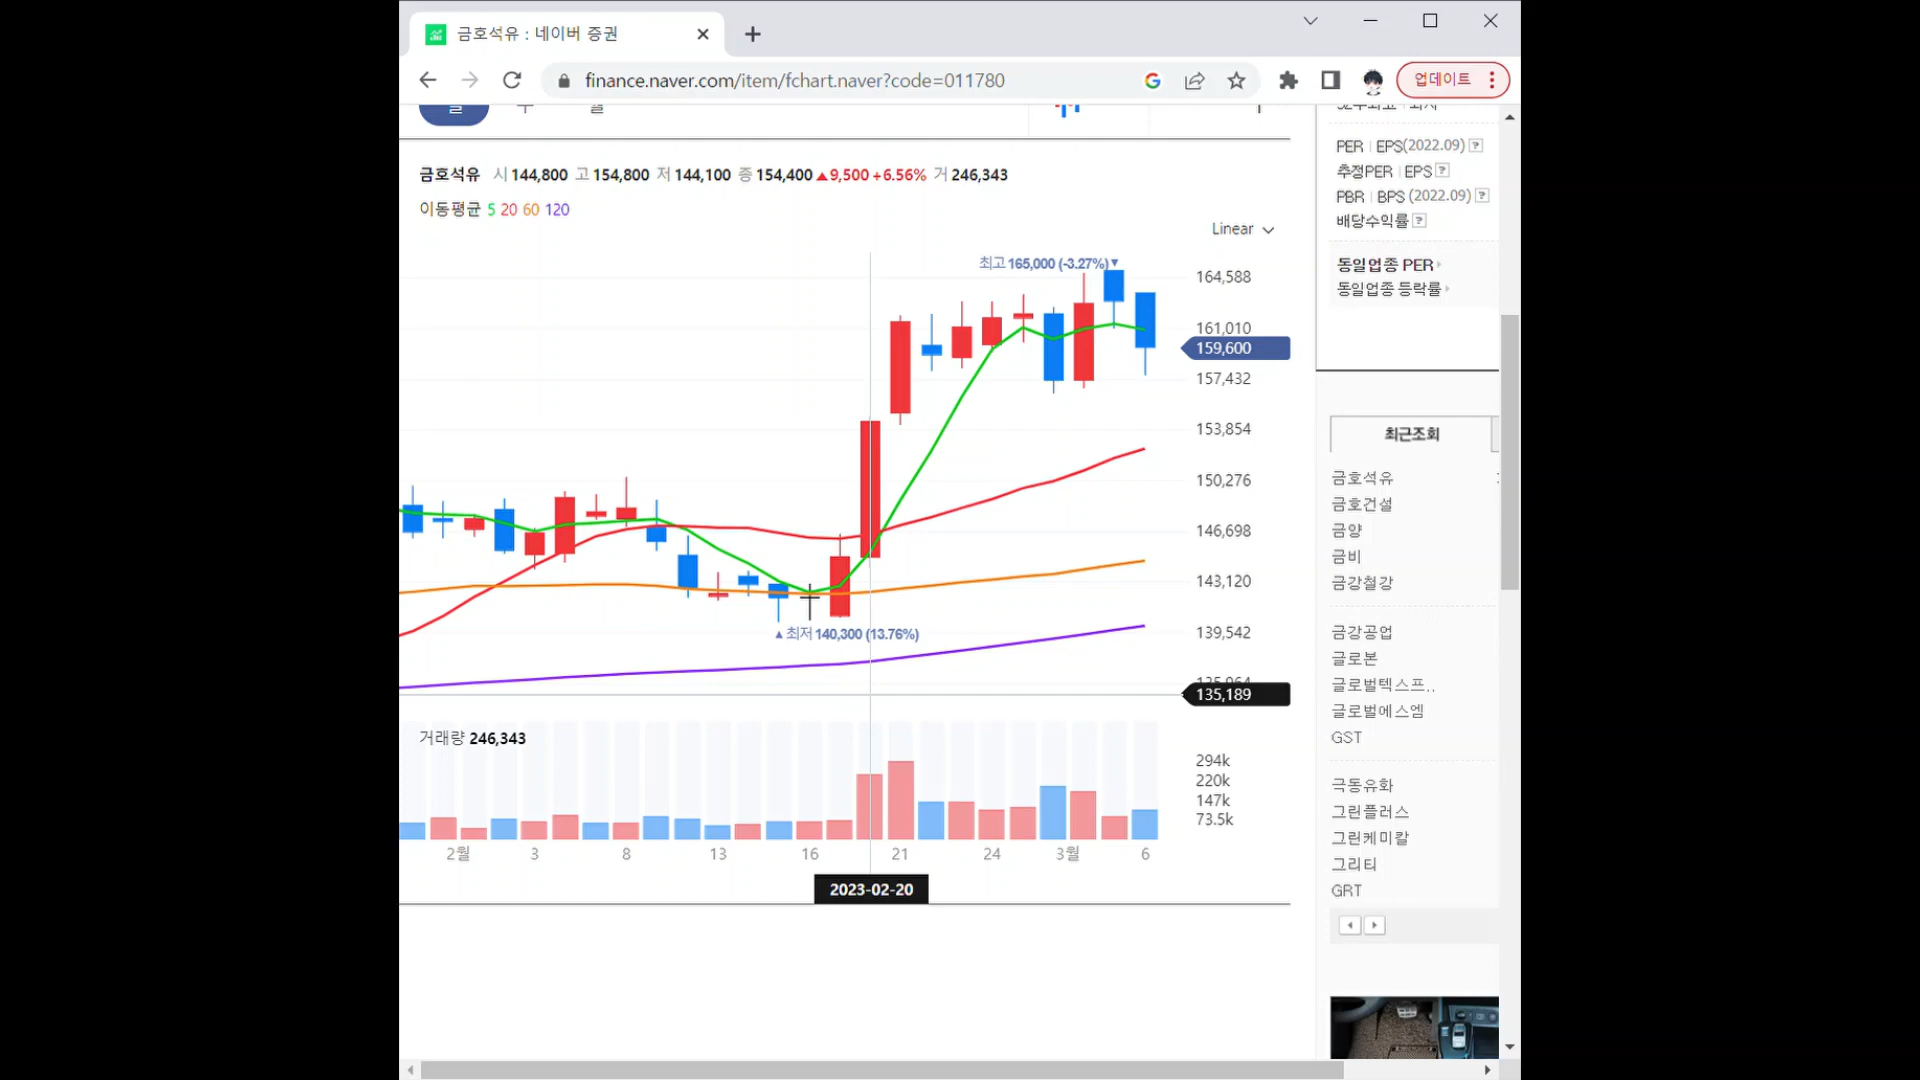 금호석유 : 네이버 증권
finance.naver.com/item/fchart.naver?code=011780
업데이트
금호석유 시 144,800 고 154,800 저 144,100 종 154,400 ▲9,500 +6.56% 거 246,343
이동평균 5 20 60 120
Linear
최고 165,000 (-3.27%)▼
164,588
161,010
159,600
157,432
153,854
150,276
146,698
143,120
139,542
135,189
▲최저 140,300 (13.76%)
거래량 246,343
294k
220k
147k
73.5k
2월 3 8 13 16 21 24 3월 6
2023-02-20
PER | EPS(2022.09) ?
추정PER | EPS ?
PBR | BPS (2022.09) ?
배당수익률 ?
동일업종 PER
동일업종 등락률
최근조회
금호석유
금호건설
금양
금비
금강철강
금강공업
글로본
글로벌텍스프..
글로벌에스엠
GST
극동유화
그린플러스
그린케미칼
그리티
GRT